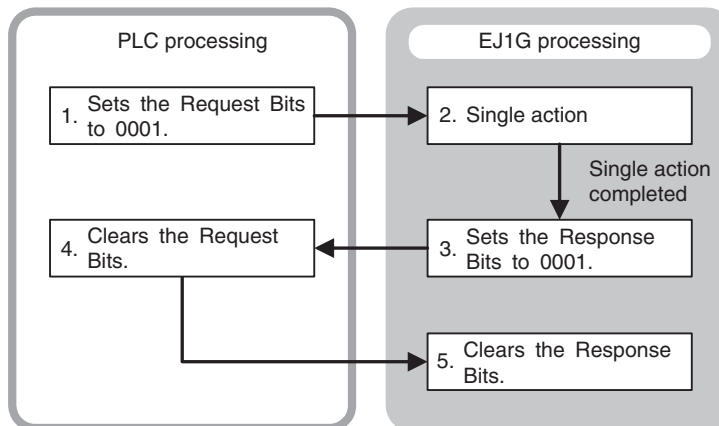 PLC processing
EJ1G processing
1. Sets the Request Bits
to 0001.
2. Single action
Single action
completed
3. Sets the Response
Bits to 0001.
4. Clears the Request
Bits.
5. Clears the Response
Bits.